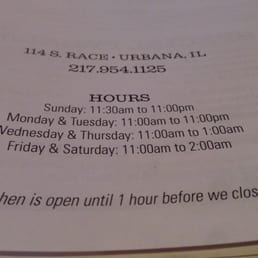 114 S. RACE · URBANA, IL
217.954.1125
HOURS
Sunday: 11:30am to 11:00pm
Monday & Tuesday: 11:00am to 11:00pm
Wednesday & Thursday: 11:00am to 1:00am
Friday & Saturday: 11:00am to 2:00am
hen is open until 1 hour before we clos